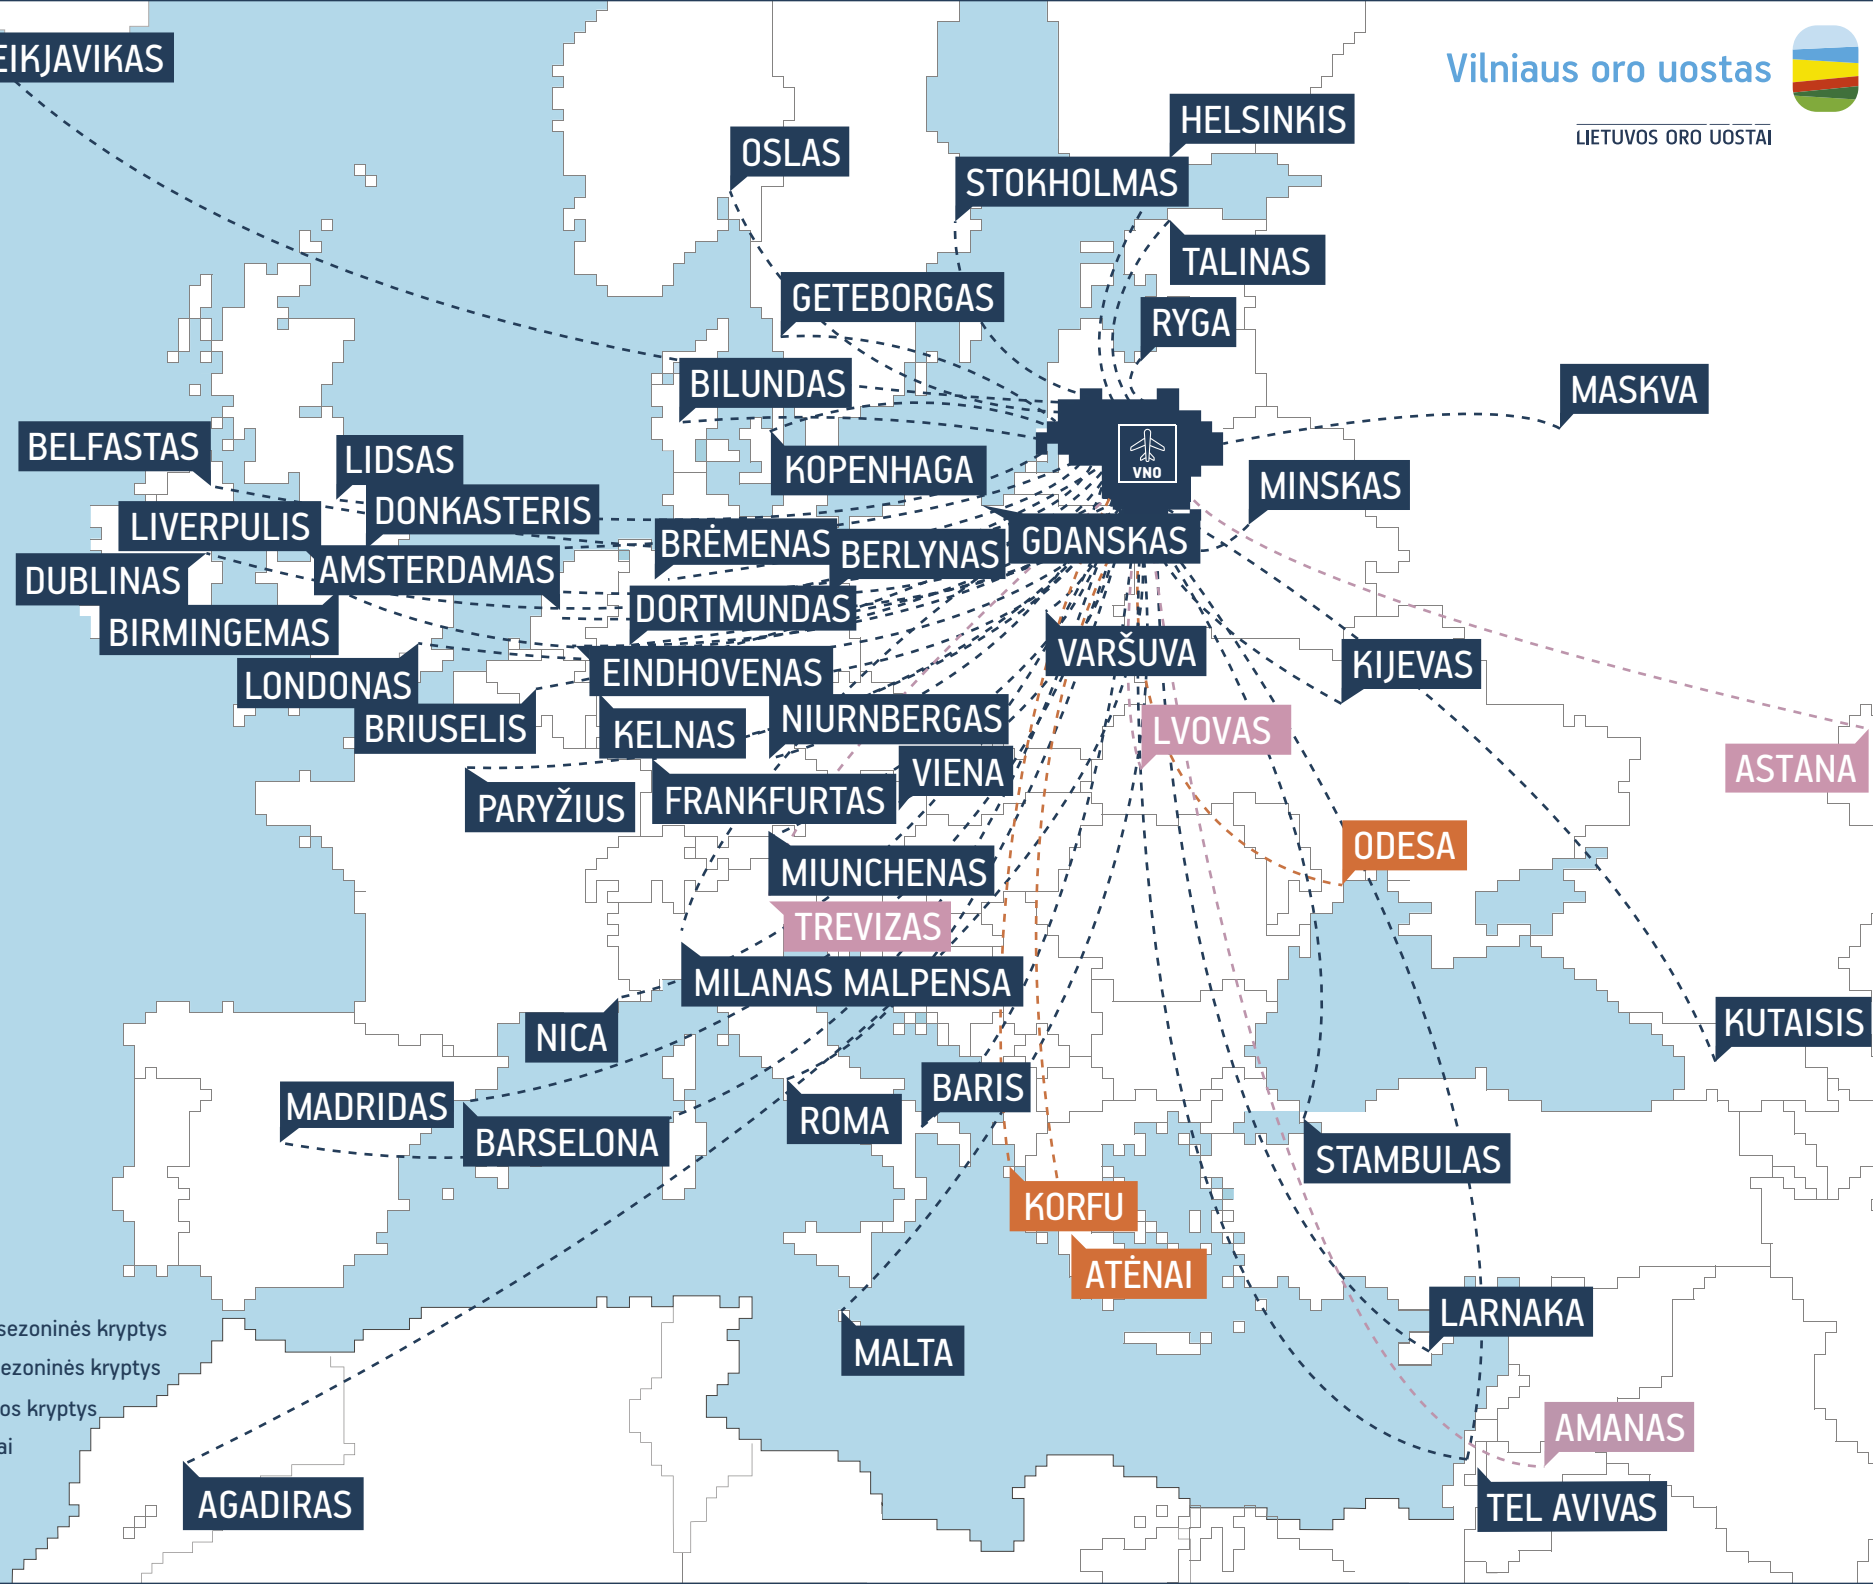 EIKJAVIKAS
Vilniaus oro uostas
LIETUVOS ORO UOSTAI
HELSINKIS
OSLAS
STOKHOLMAS
TALINAS
GETEBORGAS
RYGA
BILUNDAS
MASKVA
BELFASTAS
LIDSAS
KOPENHAGA
VNO
MINSKAS
DONKASTERIS
LIVERPULIS
BRĖMENAS
BERLYNAS
GDANSKAS
DUBLINAS
AMSTERDAMAS
DORTMUNDAS
BIRMINGEMAS
VARŠUVA
KIJEVAS
LONDONAS
EINDHOVENAS
BRIUSELIS
KELNAS
NIURNBERGAS
LVOVAS
ASTANA
VIENA
PARYŽIUS
FRANKFURTAS
ODESA
MIUNCHENAS
TREVIZAS
MILANAS MALPENSA
NICA
KUTAISIS
MADRIDAS
BARIS
BARSELONA
ROMA
STAMBULAS
KORFU
ATĖNAI
LARNAKA
sezoninės kryptys
MALTA
ezoninės kryptys
os kryptys
AMANAS
ai
AGADIRAS
TEL AVIVAS